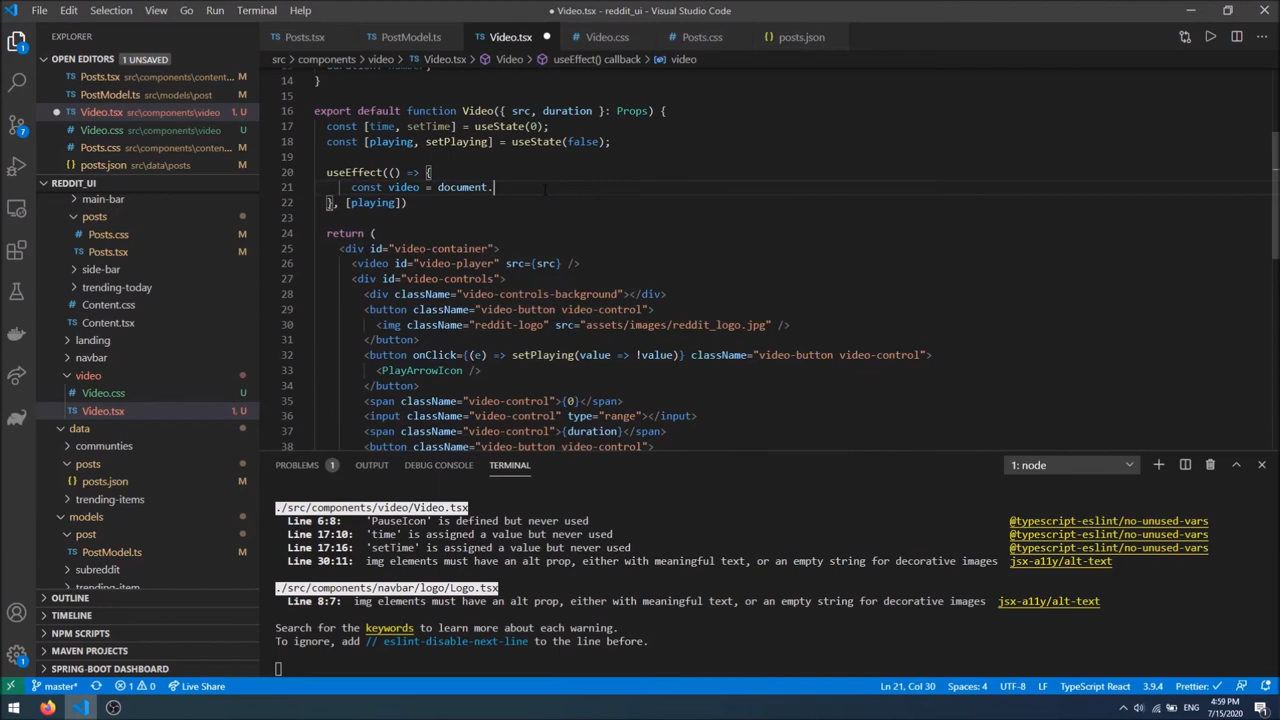 File Edit Selection View Go Run Terminal Help
● Video.tsx - reddit_ui - Visual Studio Code
EXPLORER
OPEN EDITORS 1 UNSAVED
Posts.tsx src\components\content... M
PostModel.ts src\models\post M
Video.tsx src\components\video 1, U
Video.css src\components\video U
Posts.css src\components\content... M
posts.json src\data\posts M
REDDIT_UI
main-bar
posts
Posts.css M
Posts.tsx M
side-bar
trending-today
Content.css
Content.tsx
landing
navbar
video
Video.css U
Video.tsx 1, U
data
communties
posts
posts.json M
trending-items
models
post
PostModel.ts M
subreddit
trending-item
OUTLINE
TIMELINE
NPM SCRIPTS
MAVEN PROJECTS
SPRING-BOOT DASHBOARD
Posts.tsx PostModel.ts Video.tsx Video.css Posts.css posts.json
src > components > video > Video.tsx > Video > useEffect() callback > video
14 }
15
16 export default function Video({ src, duration }: Props) {
17 const [time, setTime] = useState(0);
18 const [playing, setPlaying] = useState(false);
19
20 useEffect(() => {
21 const video = document.
22 }, [playing])
23
24 return (
25 <div id="video-container">
26 <video id="video-player" src={src} />
27 <div id="video-controls">
28 <div className="video-controls-background"></div>
29 <button className="video-button video-control">
30 <img className="reddit-logo" src="assets/images/reddit_logo.jpg" />
31 </button>
32 <button onClick={(e) => setPlaying(value => !value)} className="video-button video-control">
33 <PlayArrowIcon />
34 </button>
35 <span className="video-control">{0}</span>
36 <input className="video-control" type="range"></input>
37 <span className="video-control">{duration}</span>
38 <button className="video-button video-control">
PROBLEMS 1 OUTPUT DEBUG CONSOLE TERMINAL 1: node
./src/components/video/Video.tsx
Line 6:8: 'PauseIcon' is defined but never used @typescript-eslint/no-unused-vars
Line 17:10: 'time' is assigned a value but never used @typescript-eslint/no-unused-vars
Line 17:16: 'setTime' is assigned a value but never used @typescript-eslint/no-unused-vars
Line 30:11: img elements must have an alt prop, either with meaningful text, or an empty string for decorative images jsx-a11y/alt-text
./src/components/navbar/logo/Logo.tsx
Line 8:7: img elements must have an alt prop, either with meaningful text, or an empty string for decorative images jsx-a11y/alt-text
Search for the keywords to learn more about each warning.
To ignore, add // eslint-disable-next-line to the line before.
master* 1 0 Live Share Ln 21, Col 30 Spaces: 4 UTF-8 LF TypeScript React 3.9.4 Prettier: ✓
ENG 4:59 PM
7/15/2020